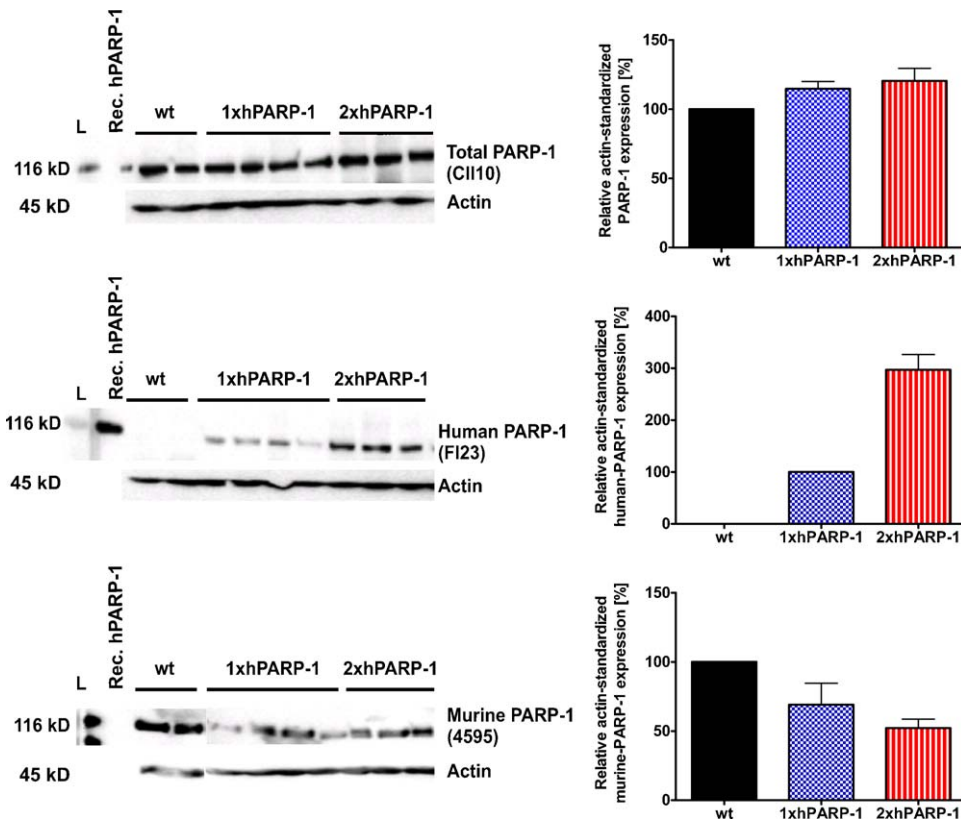 L
Rec. hPARP-1
wt
1xhPARP-1
2xhPARP-1
116 kD
Total PARP-1
(CII10)
45 kD
Actin
Relative actin-standardized
PARP-1 expression [%]
150
100
50
0
wt
1xhPARP-1
2xhPARP-1
L
Rec. hPARP-1
wt
1xhPARP-1
2xhPARP-1
116 kD
Human PARP-1
(FI23)
45 kD
Actin
Relative actin-standardized
human-PARP-1 expression [%]
400
300
200
100
0
wt
1xhPARP-1
2xhPARP-1
L
Rec. hPARP-1
wt
1xhPARP-1
2xhPARP-1
116 kD
Murine PARP-1
(4595)
45 kD
Actin
Relative actin-standardized
murine-PARP-1 expression [%]
150
100
50
0
wt
1xhPARP-1
2xhPARP-1